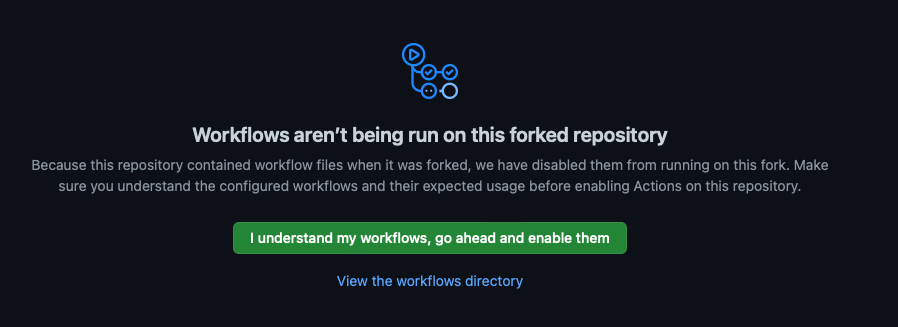 Workflows aren’t being run on this forked repository
Because this repository contained workflow files when it was forked, we have disabled them from running on this fork. Make
sure you understand the configured workflows and their expected usage before enabling Actions on this repository.
I understand my workflows, go ahead and enable them
View the workflows directory